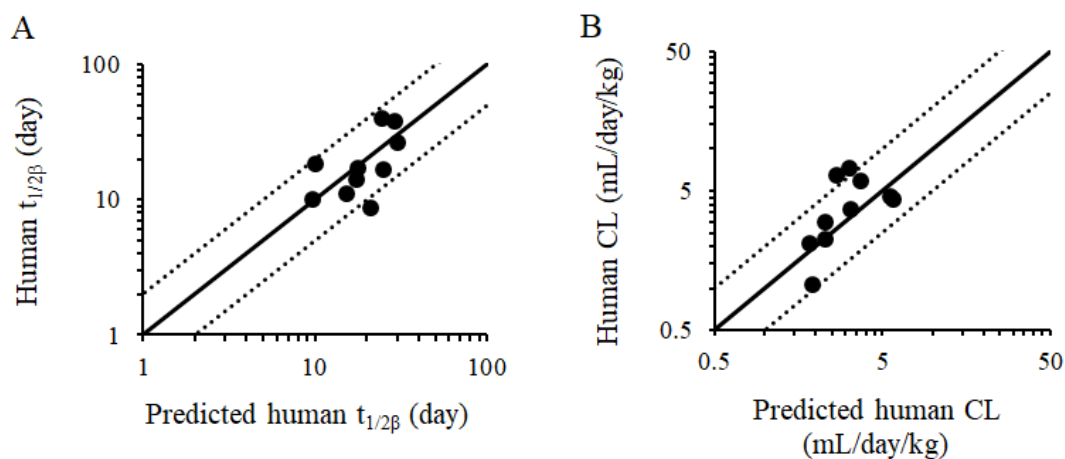 A
Human t1/2β (day)
100
10
1
1
10
100
Predicted human t1/2β (day)
B
Human CL (mL/day/kg)
50
5
0.5
0.5
5
50
Predicted human CL
(mL/day/kg)